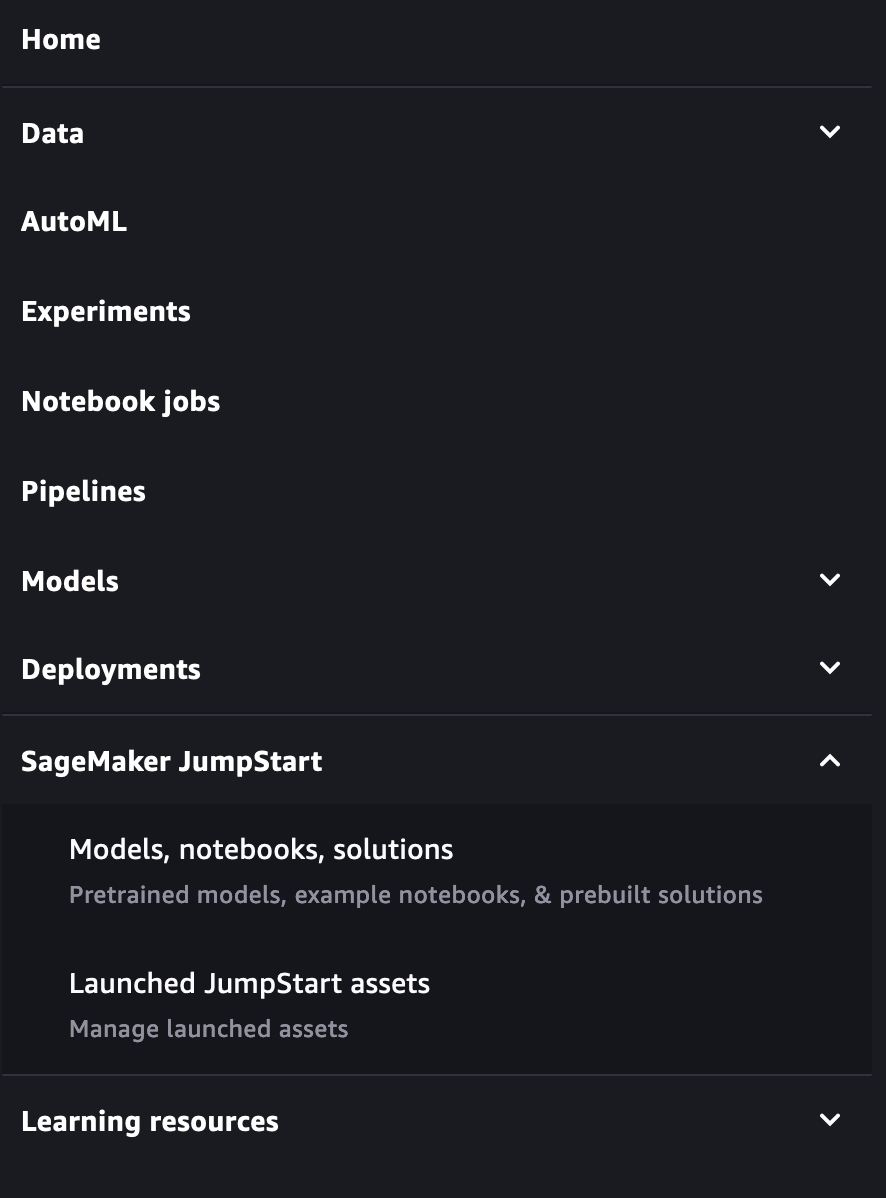 Home
Data
AutoML
Experiments
Notebook jobs
Pipelines
Models
Deployments
SageMaker JumpStart
Models, notebooks, solutions
Pretrained models, example notebooks, & prebuilt solutions
Launched JumpStart assets
Manage launched assets
Learning resources